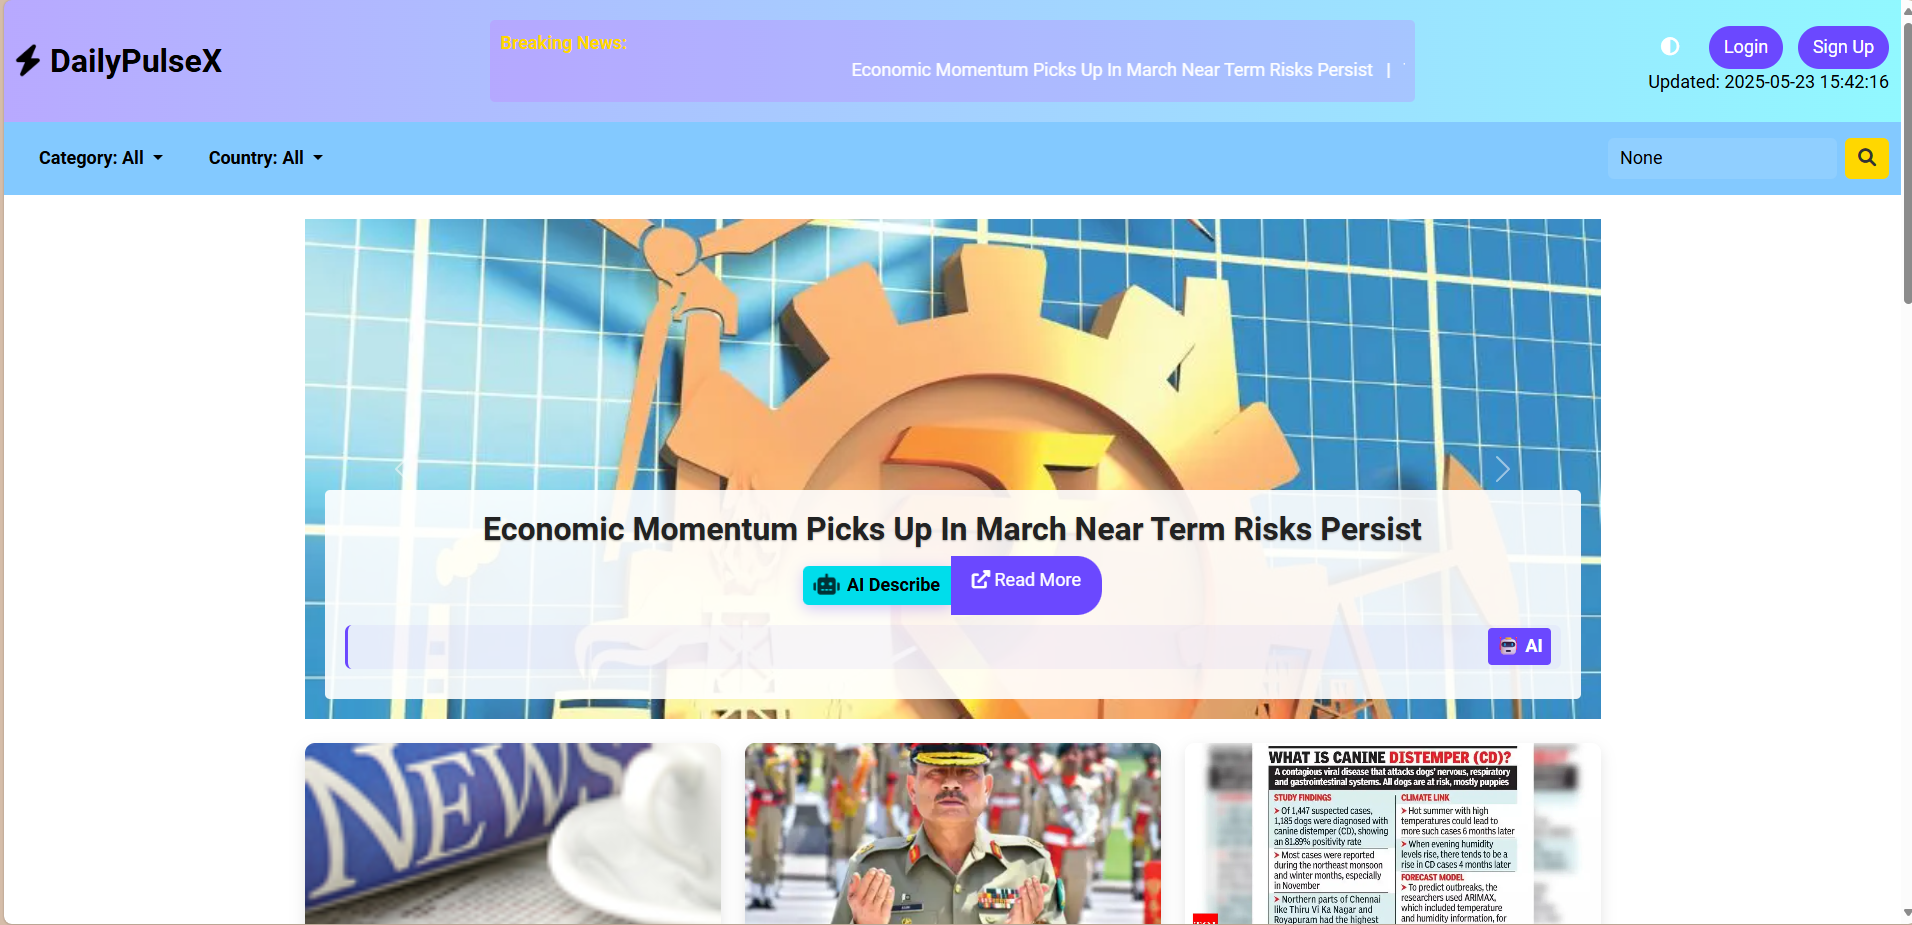 DailyPulseX
Breaking News:
Economic Momentum Picks Up In March Near Term Risks Persist |
Login
Sign Up
Updated: 2025-05-23 15:42:16
Category: All
Country: All
None
Economic Momentum Picks Up In March Near Term Risks Persist
AI Describe
Read More
AI
NEWS
WHAT IS CANINE DISTEMPER (CD)?
A contagious viral disease that attacks dogs' nervous, respiratory
and gastrointestinal systems. All dogs are at risk, mostly puppies
STUDY FINDINGS
Of 1,447 suspected cases,
1,185 dogs were diagnosed with
canine distemper (CD), showing
an 81.89% positivity rate
Most cases were reported
during the northeast monsoon
and winter months, especially
in November
Northern parts of Chennai
like Thiru Vi Ka Nagar and
Royapuram had the highest
CLIMATE LINK
Hot summer with high
temperatures could lead to
more such cases 6 months later
When evening humidity
levels rise, there tends to be a
rise in CD cases 4 months later
FORECAST MODEL
To predict outbreaks, the
researchers used ARIMAX,
which included temperature
and humidity information, for